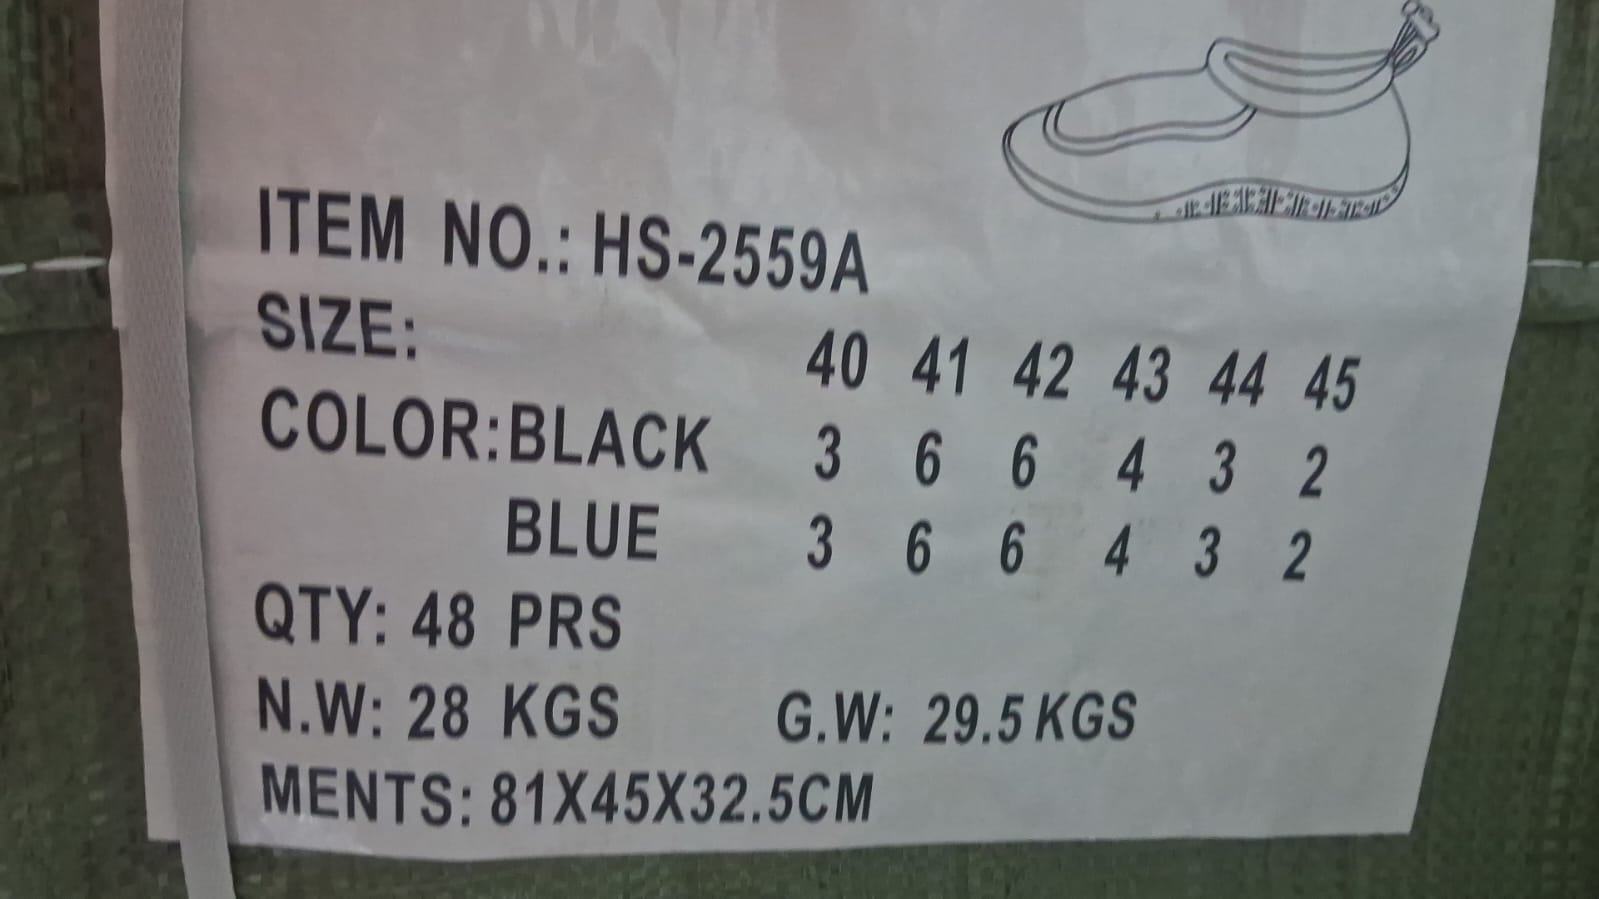 ITEM NO.: HS-2559A
SIZE: 40 41 42 43 44 45
COLOR: BLACK 3 6 6 4 3 2
BLUE 3 6 6 4 3 2
QTY: 48 PRS
N.W: 28 KGS G.W: 29.5 KGS
MENTS: 81X45X32.5CM